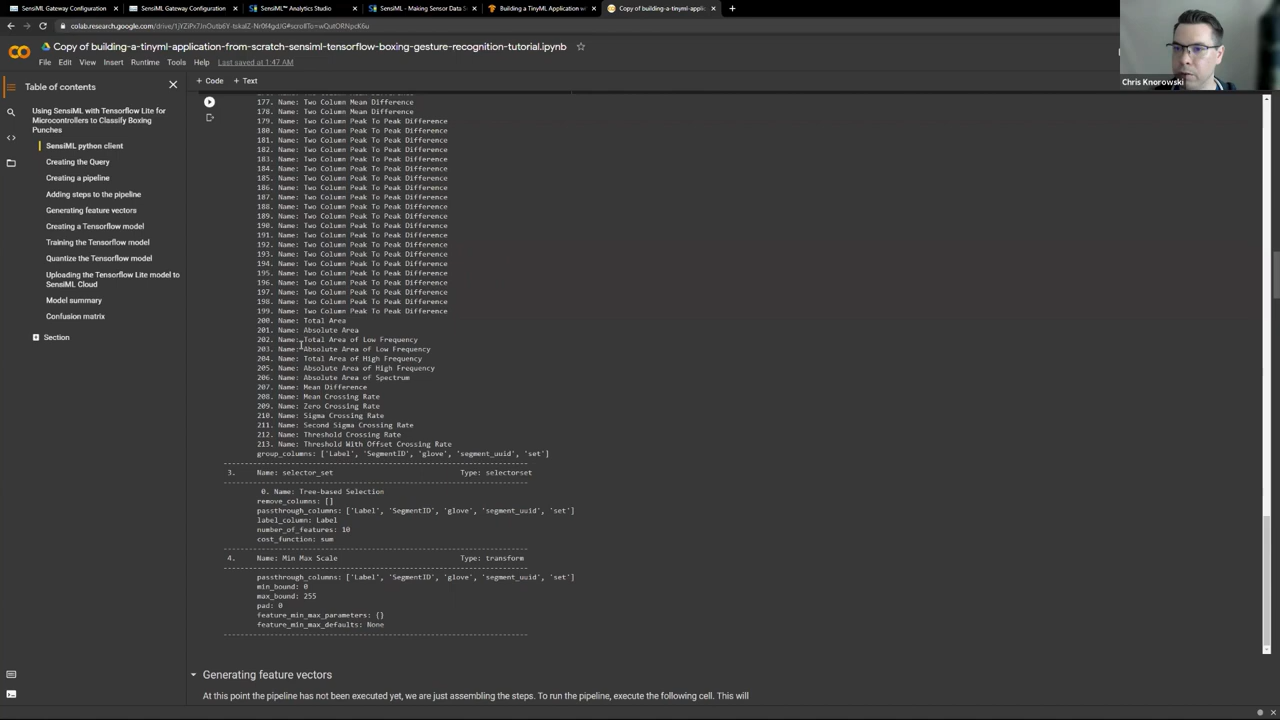 SensiML Gateway Configuration
SensiML Gateway Configuration
SensiML™ Analytics Studio
SensiML - Making Sensor Data S
Building a TinyML Application w
Copy of building-a-tinyml-applic
Copy of building-a-tinyml-application-from-scratch-sensiml-tensorflow-boxing-gesture-recognition-tutorial.ipynb
File Edit View Insert Runtime Tools Help Last saved at 1:47 AM
Chris Knorowski
Table of contents
+ Code + Text
Using SensiML with Tensorflow Lite for
Microcontrollers to Classify Boxing
Punches
SensiML python client
Creating the Query
Creating a pipeline
Adding steps to the pipeline
Generating feature vectors
Creating a Tensorflow model
Training the Tensorflow model
Quantize the Tensorflow model
Uploading the Tensorflow Lite model to
SensiML Cloud
Model summary
Confusion matrix
Section
177. Name: Two Column Mean Difference
178. Name: Two Column Mean Difference
179. Name: Two Column Peak To Peak Difference
180. Name: Two Column Peak To Peak Difference
181. Name: Two Column Peak To Peak Difference
182. Name: Two Column Peak To Peak Difference
183. Name: Two Column Peak To Peak Difference
184. Name: Two Column Peak To Peak Difference
185. Name: Two Column Peak To Peak Difference
186. Name: Two Column Peak To Peak Difference
187. Name: Two Column Peak To Peak Difference
188. Name: Two Column Peak To Peak Difference
189. Name: Two Column Peak To Peak Difference
190. Name: Two Column Peak To Peak Difference
191. Name: Two Column Peak To Peak Difference
192. Name: Two Column Peak To Peak Difference
193. Name: Two Column Peak To Peak Difference
194. Name: Two Column Peak To Peak Difference
195. Name: Two Column Peak To Peak Difference
196. Name: Two Column Peak To Peak Difference
197. Name: Two Column Peak To Peak Difference
198. Name: Two Column Peak To Peak Difference
199. Name: Two Column Peak To Peak Difference
200. Name: Total Area
201. Name: Absolute Area
202. Name: Total Area of Low Frequency
203. Name: Absolute Area of Low Frequency
204. Name: Total Area of High Frequency
205. Name: Absolute Area of High Frequency
206. Name: Absolute Area of Spectrum
207. Name: Mean Difference
208. Name: Mean Crossing Rate
209. Name: Zero Crossing Rate
210. Name: Sigma Crossing Rate
211. Name: Second Sigma Crossing Rate
212. Name: Threshold Crossing Rate
213. Name: Threshold With Offset Crossing Rate
group_columns: ['Label', 'SegmentID', 'glove', 'segment_uuid', 'set']
3. Name: selector_set Type: selectorset
0. Name: Tree-based Selection
remove_columns: []
passthrough_columns: ['Label', 'SegmentID', 'glove', 'segment_uuid', 'set']
label_column: Label
number_of_features: 10
cost_function: sum
4. Name: Min Max Scale Type: transform
passthrough_columns: ['Label', 'SegmentID', 'glove', 'segment_uuid', 'set']
min_bound: 0
max_bound: 255
pad: 0
feature_min_max_parameters: {}
feature_min_max_defaults: None
Generating feature vectors
At this point the pipeline has not been executed yet, we are just assembling the steps. To run the pipeline, execute the following cell. This will